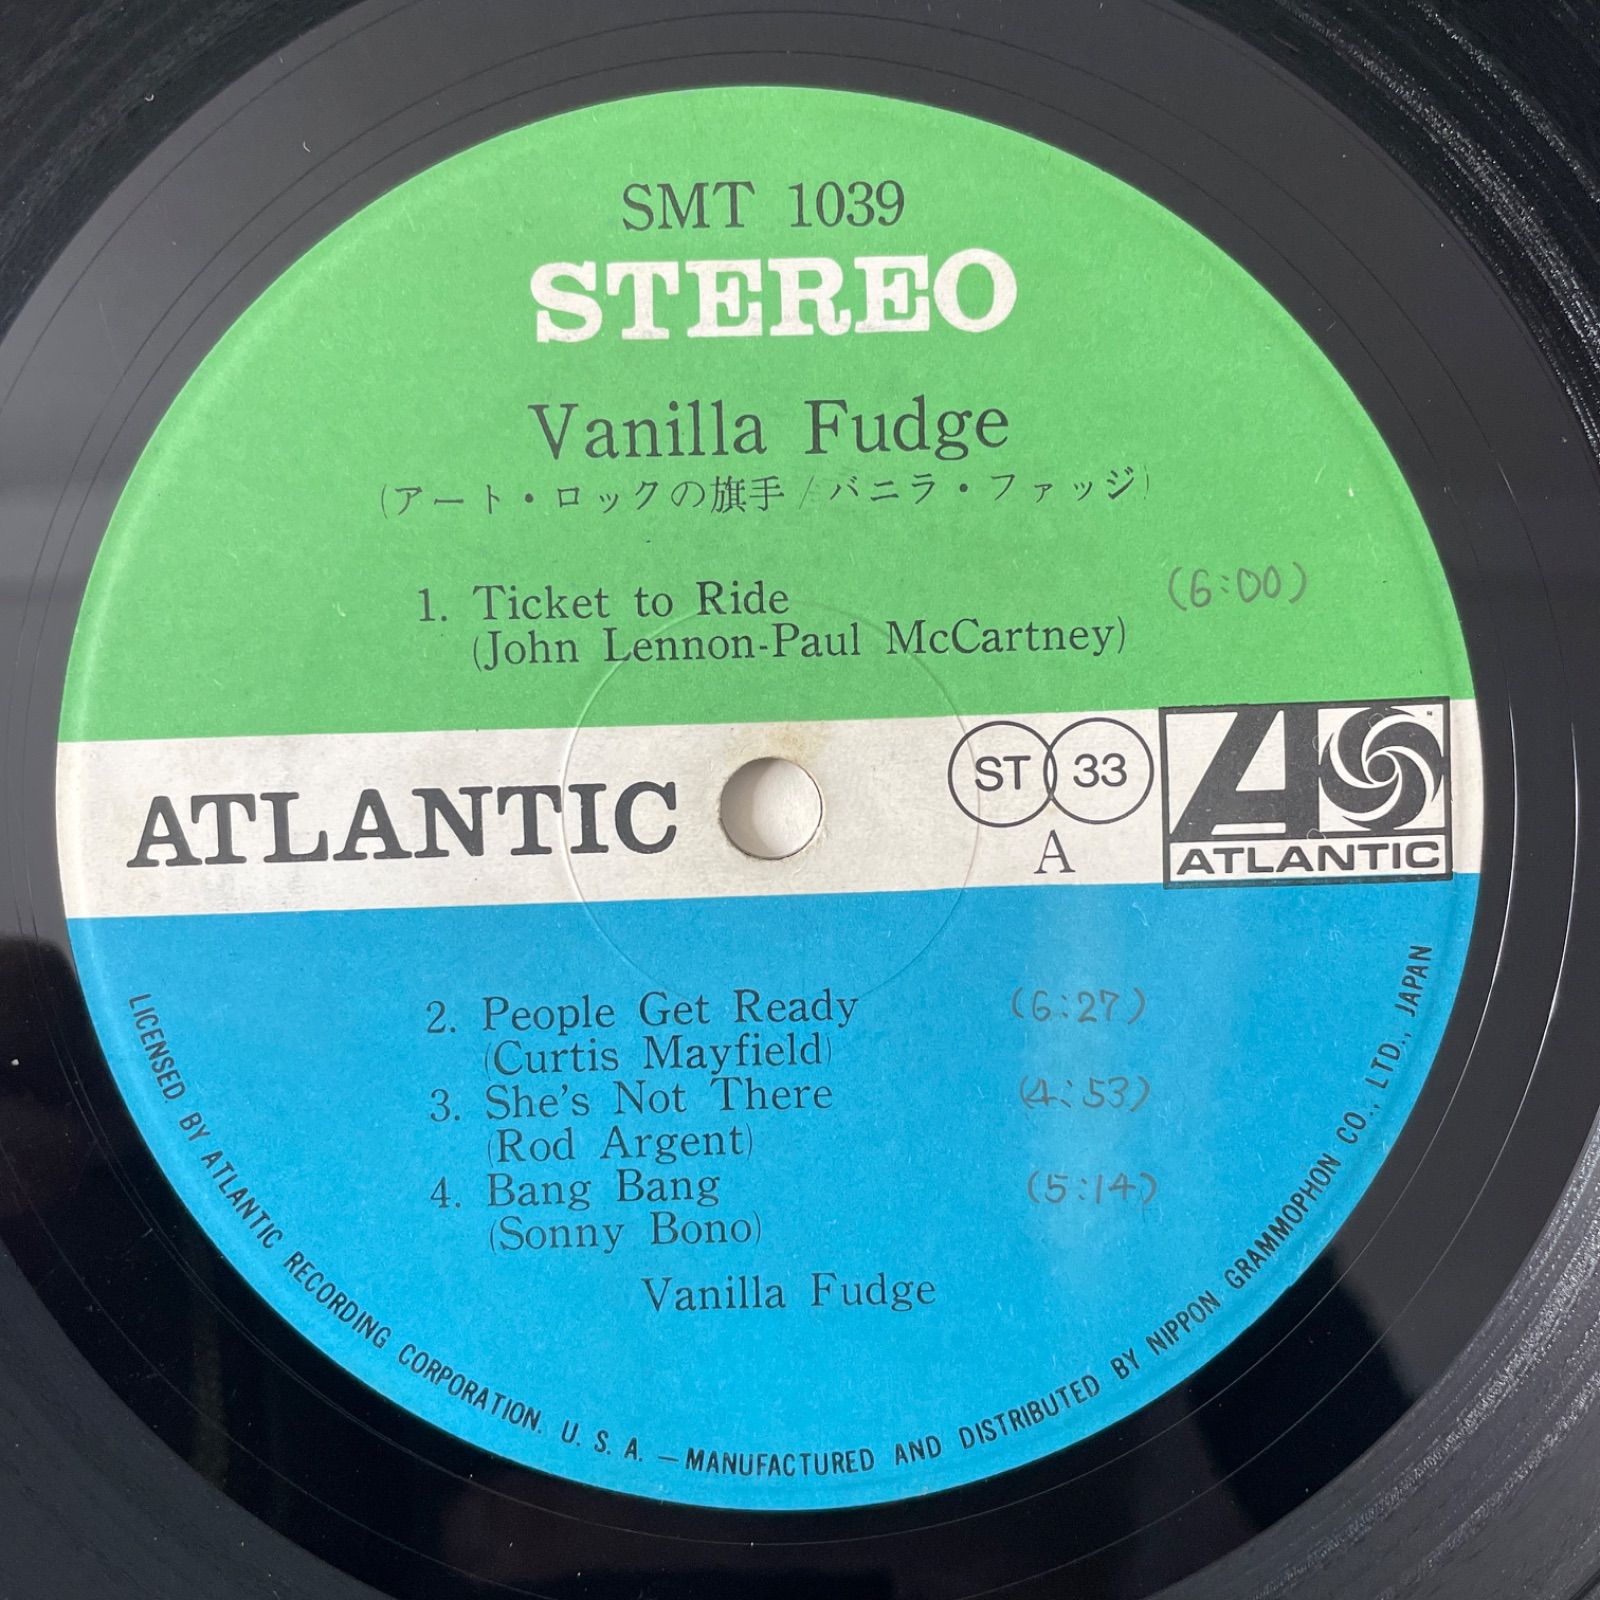 SMT 1039
STEREO
Vanilla Fudge
(アート・ロックの旗手/バニラ・ファッジ)
1. Ticket to Ride (6:00)
(John Lennon-Paul McCartney)
ATLANTIC
ST 33
A
ATLANTIC
2. People Get Ready (6:27)
(Curtis Mayfield)
3. She's Not There (4:53)
(Rod Argent)
4. Bang Bang (5:14)
(Sonny Bono)
Vanilla Fudge
LICENSED BY ATLANTIC RECORDING CORPORATION. U. S. A. — MANUFACTURED AND DISTRIBUTED BY NIPPON GRAMMOPHON CO., LTD., JAPAN